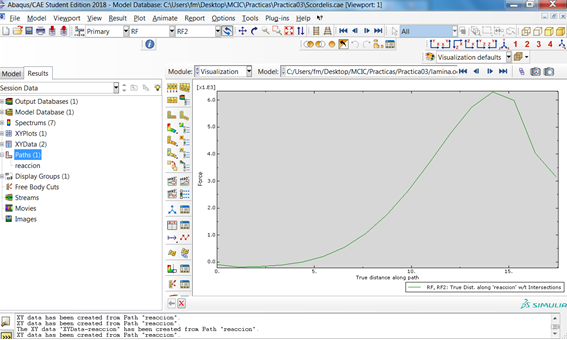 Abaqus/CAE Student Edition 2018 - Model Database: C:\Users\fm\Desktop\MCIC\Practicas\Practica03\Scordelis.cae [Viewport: 1]
File Model Viewport View Result Plot Animate Report Options Tools Plug-ins Help
Primary RF RF2 All
1 2 3 4
Visualization defaults
Model Results Module: Visualization Model: C:/Users/fm/Desktop/MCIC/Practicas/Practica03/lamina.o
Session Data
Output Databases (1)
Model Database (1)
Spectrums (7)
XYPlots (1)
XYData (2)
Paths (1)
reaccion
Display Groups (1)
Free Body Cuts
Streams
Movies
Images
[x1.E3]
6.0
5.0
4.0
3.0
2.0
1.0
0.0
Force
0. 5. 10. 15.
True distance along path
RF, RF2: True Dist. along 'reaccion' w/t Intersections
SIMULIA
XY data has been created from Path "reaccion".
XY data has been created from Path "reaccion".
The XY data "XYData-reaccion" has been created from Path "reaccion".
XY data has been created from Path "reaccion".